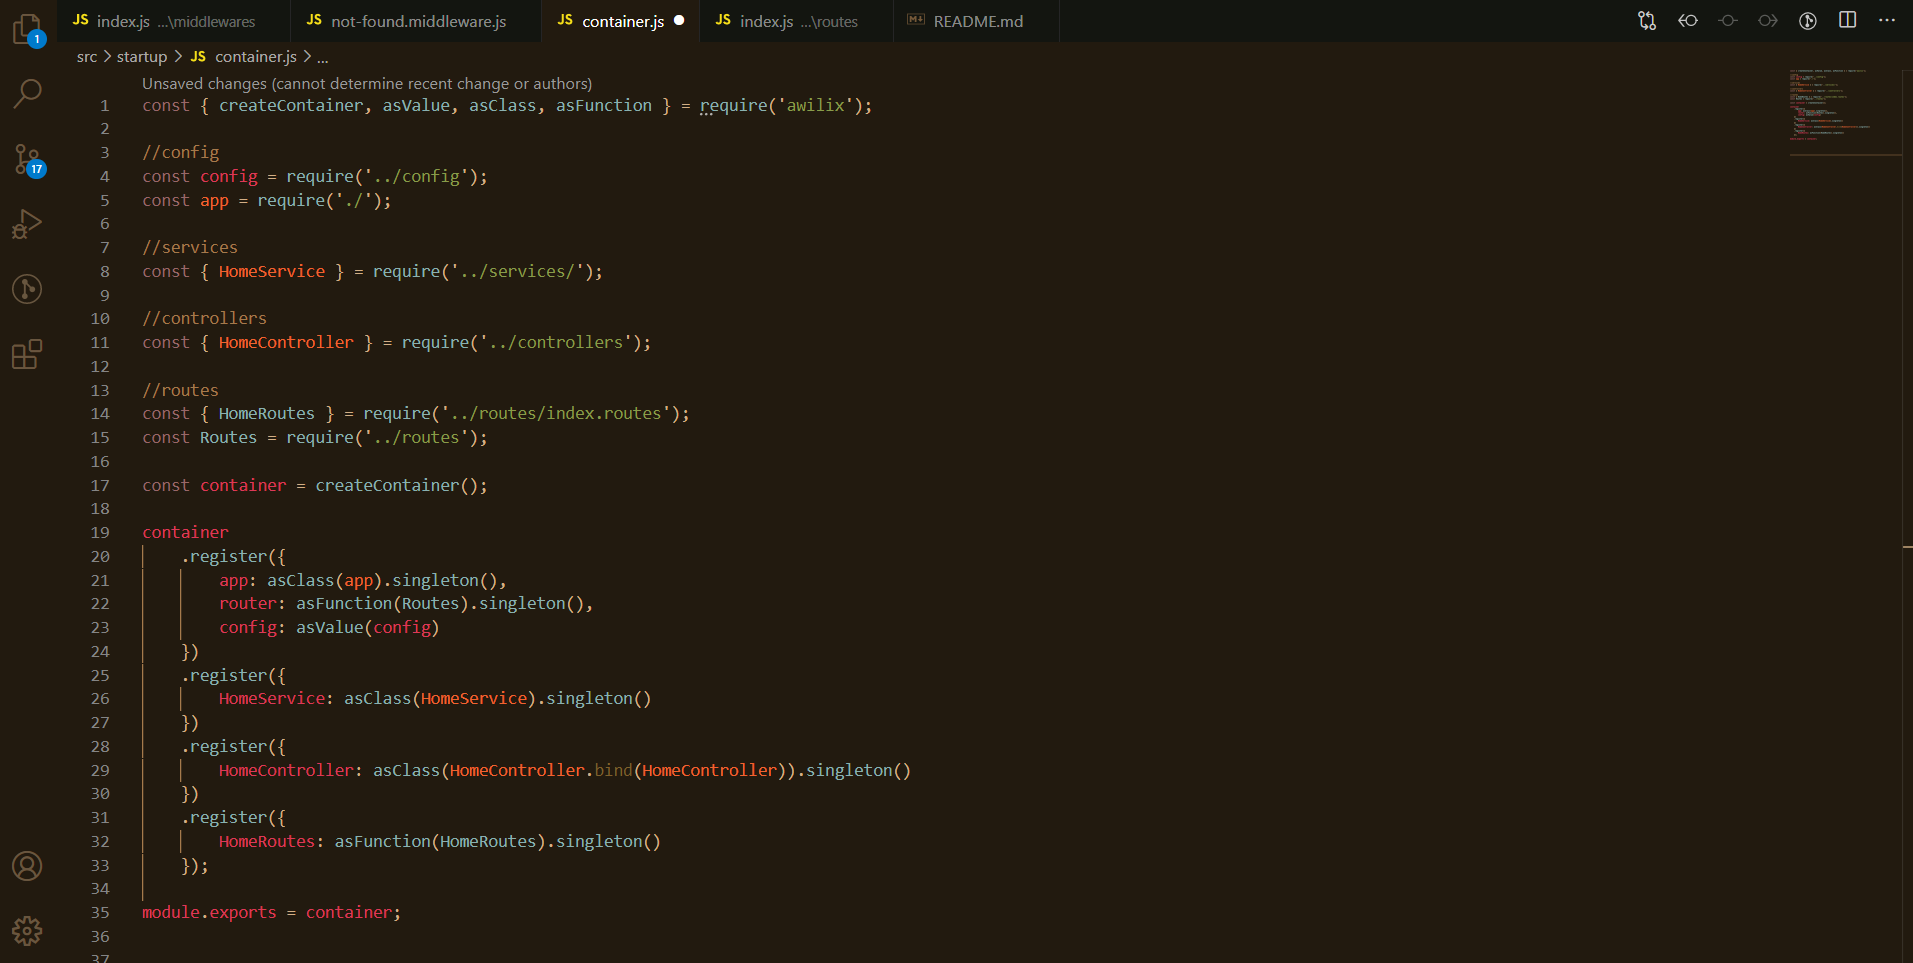 JS index.js ...\middlewares JS not-found.middleware.js JS container.js JS index.js ...\routes README.md
1
src > startup > JS container.js > ...
Unsaved changes (cannot determine recent change or authors)
1 const { createContainer, asValue, asClass, asFunction } = require('awilix');
2
3 //config
4 const config = require('../config');
5 const app = require('./');
6
7 //services
8 const { HomeService } = require('../services/');
9
10 //controllers
11 const { HomeController } = require('../controllers');
12
13 //routes
14 const { HomeRoutes } = require('../routes/index.routes');
15 const Routes = require('../routes');
16
17 const container = createContainer();
18
19 container
20 .register({
21 app: asClass(app).singleton(),
22 router: asFunction(Routes).singleton(),
23 config: asValue(config)
24 })
25 .register({
26 HomeService: asClass(HomeService).singleton()
27 })
28 .register({
29 HomeController: asClass(HomeController.bind(HomeController)).singleton()
30 })
31 .register({
32 HomeRoutes: asFunction(HomeRoutes).singleton()
33 });
34
35 module.exports = container;
36
37
17